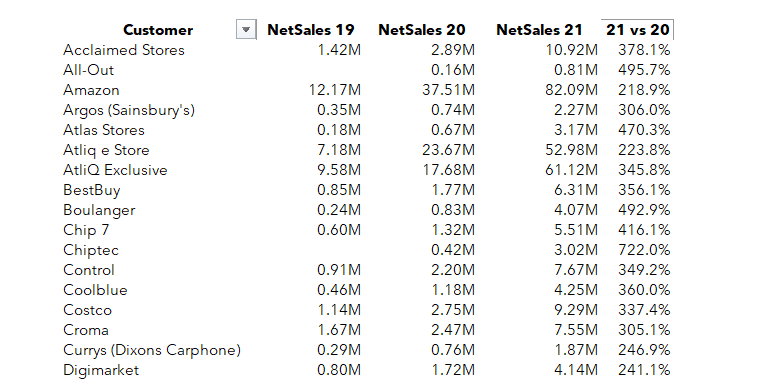 Customer NetSales 19 NetSales 20 NetSales 21 21 vs 20
Acclaimed Stores 1.42M 2.89M 10.92M 378.1%
All-Out 0.16M 0.81M 495.7%
Amazon 12.17M 37.51M 82.09M 218.9%
Argos (Sainsbury's) 0.35M 0.74M 2.27M 306.0%
Atlas Stores 0.18M 0.67M 3.17M 470.3%
Atliq e Store 7.18M 23.67M 52.98M 223.8%
AtliQ Exclusive 9.58M 17.68M 61.12M 345.8%
BestBuy 0.85M 1.77M 6.31M 356.1%
Boulanger 0.24M 0.83M 4.07M 492.9%
Chip 7 0.60M 1.32M 5.51M 416.1%
Chiptec 0.42M 3.02M 722.0%
Control 0.91M 2.20M 7.67M 349.2%
Coolblue 0.46M 1.18M 4.25M 360.0%
Costco 1.14M 2.75M 9.29M 337.4%
Croma 1.67M 2.47M 7.55M 305.1%
Currys (Dixons Carphone) 0.29M 0.76M 1.87M 246.9%
Digimarket 0.80M 1.72M 4.14M 241.1%